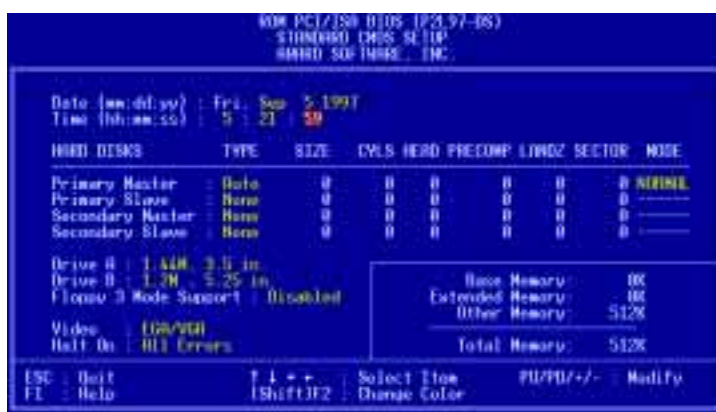 ROM PCI/ISA BIOS (P2L97-DS)
STANDARD CMOS SETUP
AWARD SOFTWARE, INC.
Date (mm:dd:yy) : Fri, Sep 5 1997
Time (hh:mm:ss) : 5 : 21 : 59
HARD DISKS TYPE SIZE CYLS HEAD PRECOMP LANDZ SECTOR MODE
Primary Master : Auto 0 0 0 0 0 0 NORMAL
Primary Slave : None 0 0 0 0 0 0 ------
Secondary Master : None 0 0 0 0 0 0 ------
Secondary Slave : None 0 0 0 0 0 0 ------
Drive A : 1.44M, 3.5 in.
Drive B : 1.2M , 5.25 in.
Floppy 3 Mode Support : Disabled
Video : EGA/VGA
Halt On : All Errors
Base Memory: 0K
Extended Memory: 0K
Other Memory: 512K
Total Memory: 512K
ESC : Quit ↑ ↓ → ← : Select Item PU/PD/+/- : Modify
F1 : Help (Shift)F2 : Change Color